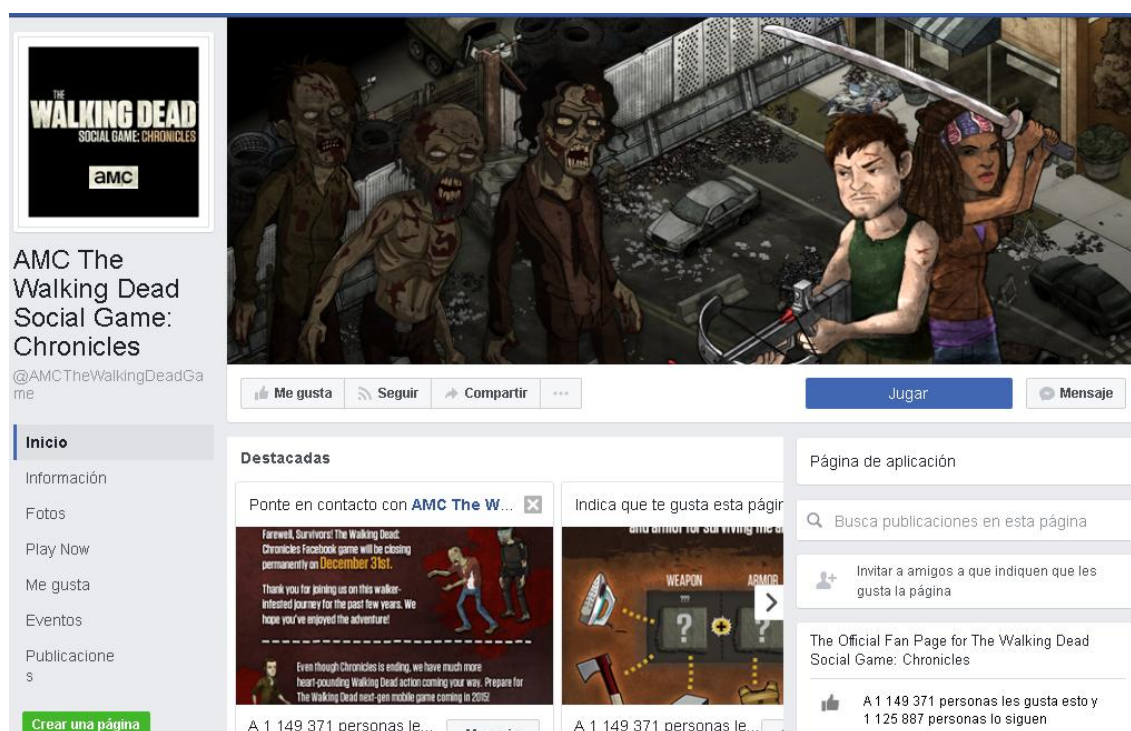 THE
WALKING DEAD
SOCIAL GAME: CHRONICLES
aMC
AMC The
Walking Dead
Social Game:
Chronicles
@AMCTheWalkingDeadGa
me
Inicio
Información
Fotos
Play Now
Me gusta
Eventos
Publicacione
s
Crear una página
Me gusta
Seguir
Compartir
...
Jugar
Mensaje
Destacadas
Ponte en contacto con AMC The W...
Farewell, Survivors! The Walking Dead:
Chronicles Facebook game will be closing
permanently on December 31st.
Thank you for joining us on this walker-
infested journey for the past few years. We
hope you've enjoyed the adventure!
Even though Chronicles is ending, we have much more
heart-pounding Walking Dead action coming your way. Prepare for
The Walking Dead next-gen mobile game coming in 2015!
A 1 149 371 personas le...
Indica que te gusta esta págin
and armor for surviving the a
WEAPON
ARMOR
???
?
?
A 1 149 371 personas le...
Página de aplicación
Busca publicaciones en esta página
Invitar a amigos a que indiquen que les
gusta la página
The Official Fan Page for The Walking Dead
Social Game: Chronicles
A 1 149 371 personas les gusta esto y
1 125 887 personas lo siguen